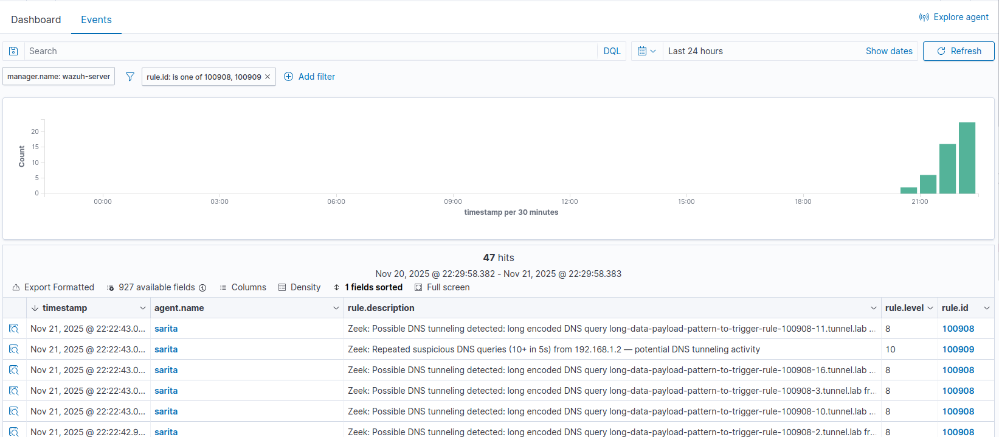 Dashboard Events Explore agent
Search DQL Last 24 hours Show dates Refresh
manager.name: wazuh-server rule.id: is one of 100908, 100909 Add filter
20
15
10
5
0
Count
00:00 03:00 06:00 09:00 12:00 15:00 18:00 21:00
timestamp per 30 minutes
47 hits
Nov 20, 2025 @ 22:29:58.382 - Nov 21, 2025 @ 22:29:58.383
Export Formatted 927 available fields Columns Density 1 fields sorted Full screen
timestamp agent.name rule.description rule.level rule.id
Nov 21, 2025 @ 22:22:43.0... sarita Zeek: Possible DNS tunneling detected: long encoded DNS query long-data-payload-pattern-to-trigger-rule-100908-11.tunnel.lab ... 8 100908
Nov 21, 2025 @ 22:22:43.0... sarita Zeek: Repeated suspicious DNS queries (10+ in 5s) from 192.168.1.2 — potential DNS tunneling activity 10 100909
Nov 21, 2025 @ 22:22:43.0... sarita Zeek: Possible DNS tunneling detected: long encoded DNS query long-data-payload-pattern-to-trigger-rule-100908-16.tunnel.lab ... 8 100908
Nov 21, 2025 @ 22:22:43.0... sarita Zeek: Possible DNS tunneling detected: long encoded DNS query long-data-payload-pattern-to-trigger-rule-100908-3.tunnel.lab fr... 8 100908
Nov 21, 2025 @ 22:22:43.0... sarita Zeek: Possible DNS tunneling detected: long encoded DNS query long-data-payload-pattern-to-trigger-rule-100908-10.tunnel.lab ... 8 100908
Nov 21, 2025 @ 22:22:42.9... sarita Zeek: Possible DNS tunneling detected: long encoded DNS query long-data-payload-pattern-to-trigger-rule-100908-2.tunnel.lab fr... 8 100908